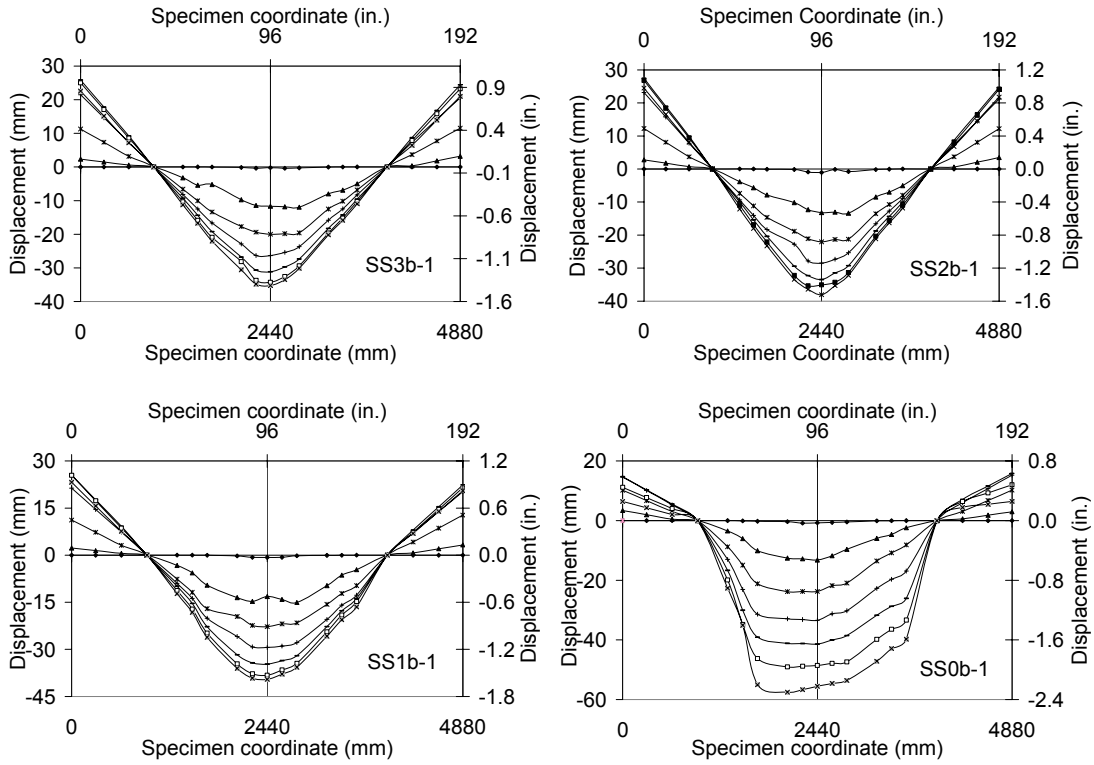 Specimen coordinate (in.)
0 96 192
30
20
10
0
-10
-20
-30
-40
Displacement (mm)
0.9
0.4
-0.1
-0.6
-1.1
-1.6
Displacement (in.)
SS3b-1
0 2440 4880
Specimen coordinate (mm)
Specimen Coordinate (in.)
0 96 192
30
20
10
0
-10
-20
-30
-40
Displacement (mm)
1.2
0.8
0.4
0.0
-0.4
-0.8
-1.2
-1.6
Displacement (in.)
SS2b-1
0 2440 4880
Specimen Coordinate (mm)
Specimen coordinate (in.)
0 96 192
30
15
0
-15
-30
-45
Displacement (mm)
1.2
0.6
0.0
-0.6
-1.2
-1.8
Displacement (in.)
SS1b-1
0 2440 4880
Specimen coordinate (mm)
Specimen coordinate (in.)
0 96 192
20
0
-20
-40
-60
Displacement (mm)
0.8
0.0
-0.8
-1.6
-2.4
Displacement (in.)
SS0b-1
0 2440 4880
Specimen coordinate (mm)